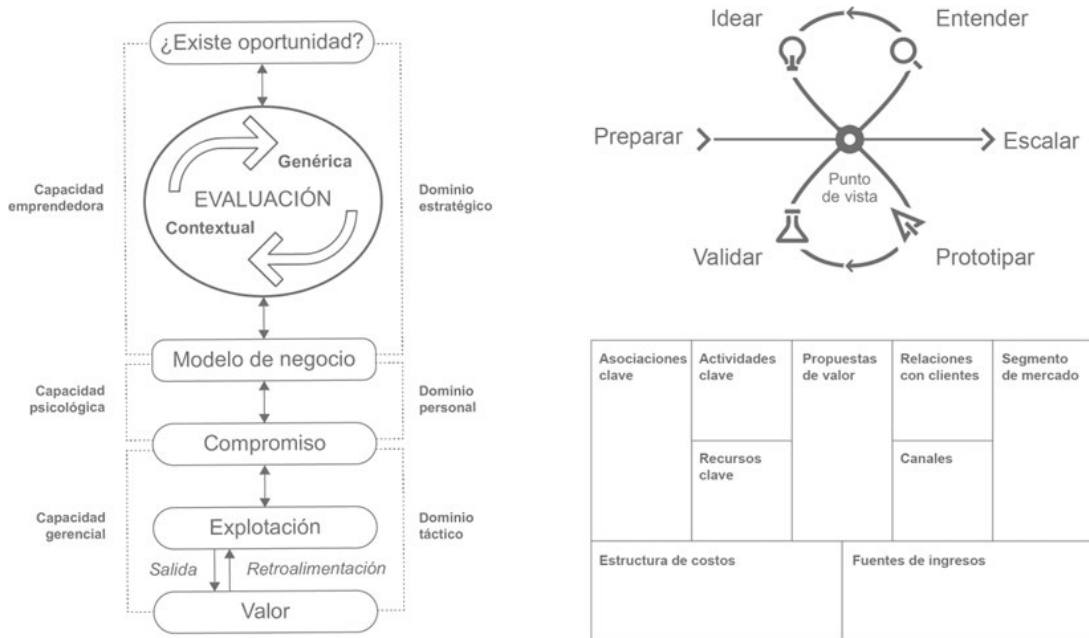 ¿Existe oportunidad?
Genérica
EVALUACIÓN
Contextual
Capacidad
emprendedora
Dominio
estratégico
Modelo de negocio
Capacidad
psicológica
Dominio
personal
Compromiso
Capacidad
gerencial
Dominio
táctico
Explotación
Salida
Retroalimentación
Valor
Idear
Entender
Preparar
Escalar
Punto
de vista
Validar
Prototipar
Asociaciones
clave
Actividades
clave
Propuestas
de valor
Relaciones
con clientes
Segmento
de mercado
Recursos
clave
Canales
Estructura de costos
Fuentes de ingresos